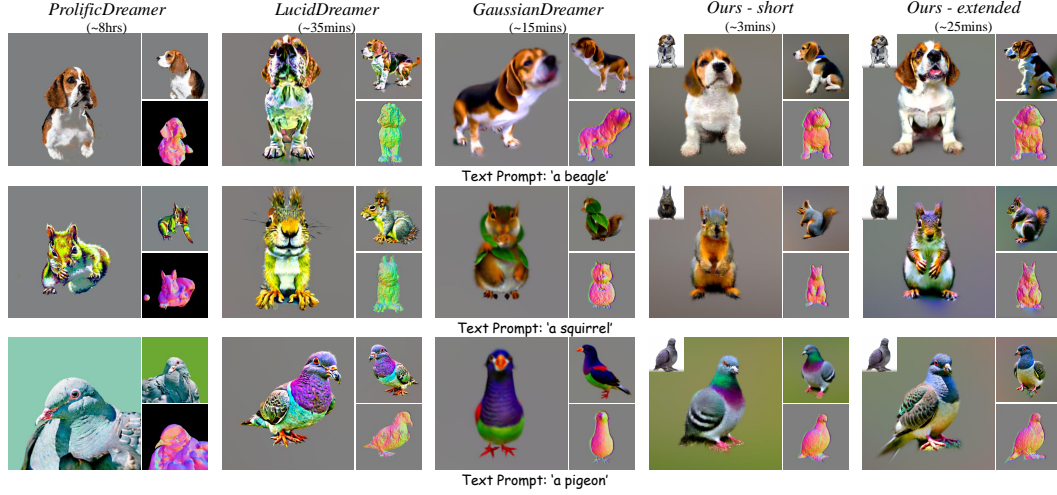 ProlificDreamer
(~8hrs)
LucidDreamer
(~35mins)
GaussianDreamer
(~15mins)
Ours - short
(~3mins)
Ours - extended
(~25mins)
Text Prompt: ‘a beagle’
Text Prompt: ‘a squirrel’
Text Prompt: ‘a pigeon’